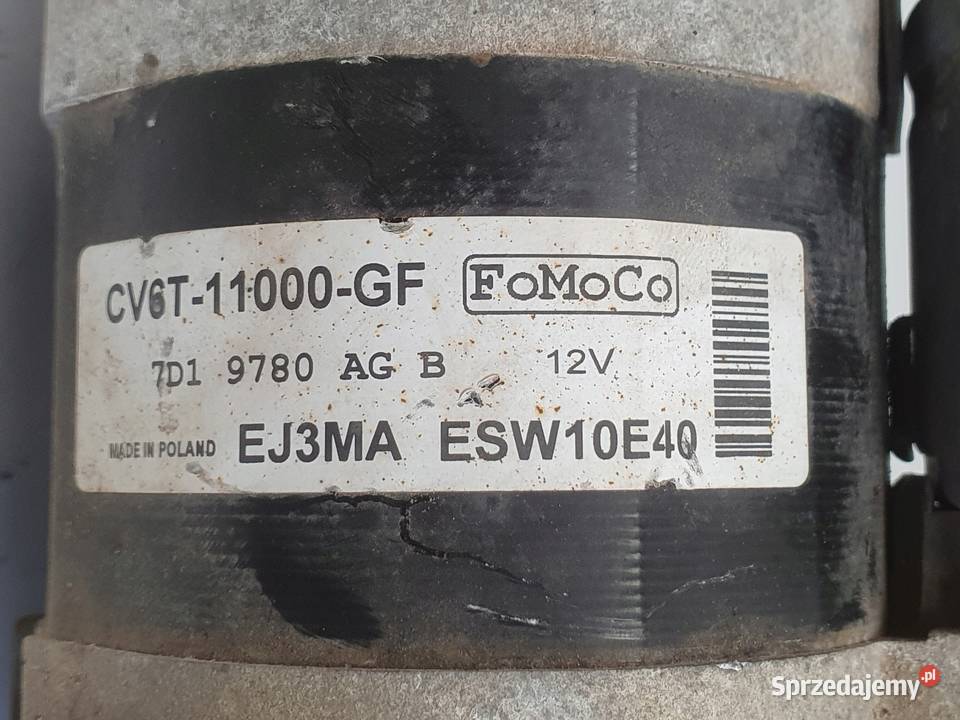 CV6T-11000-GF FoMoCo
7D1 9780 AG B 12V
MADE IN POLAND EJ3MA ESW10E40
Sprzedajemy.pl